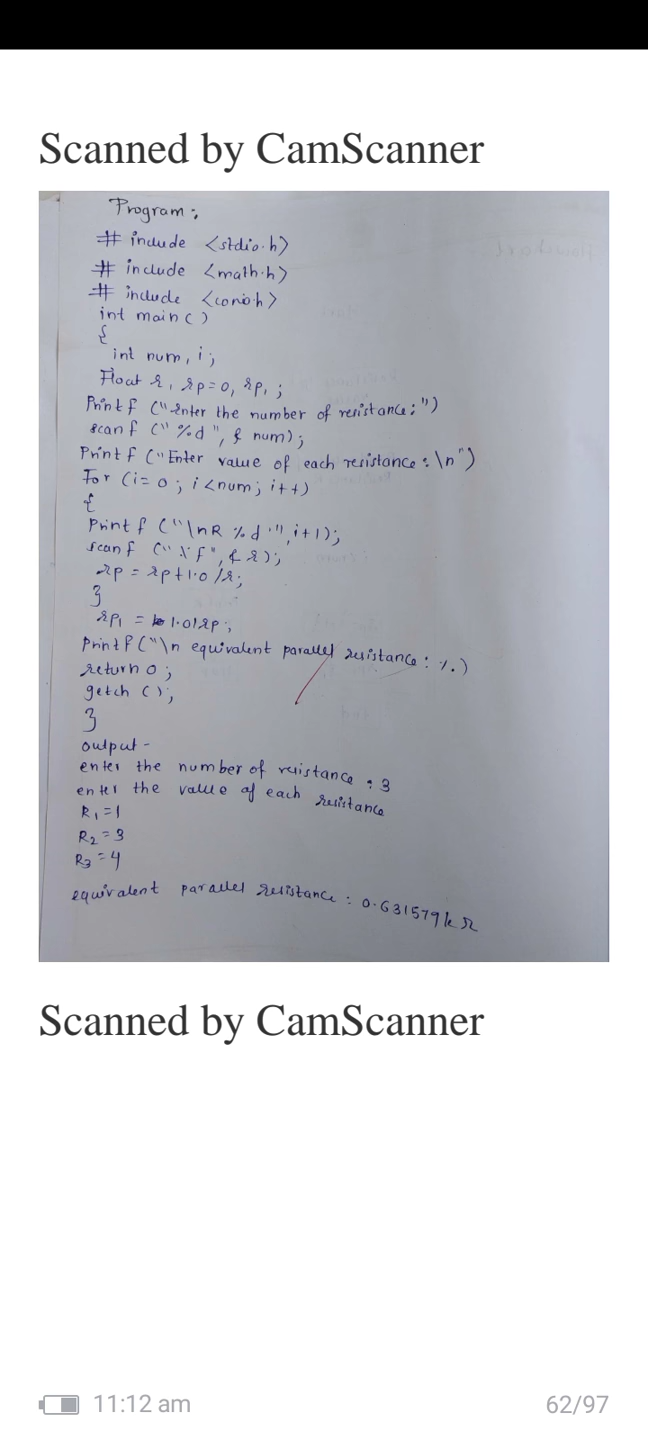 Scanned by CamScanner
Program:
# include <stdio.h>
# include <math.h>
# include <conio.h>
int main()
{
int num, i;
Float r, rp=0, rp1;
Printf ("Enter the number of resistance:")
scanf ("%d", & num);
Printf ("Enter value of each resistance:\n")
For (i=0; i<num; i++)
{
Printf ("\nR %d:", i+1);
scanf ("%f", & r);
rp = rp+1.0/r;
}
rp1 = 1.0/rp;
Printf("\n equivalent parallel resistance: %.)
return 0;
getch ();
}
output-
enter the number of resistance : 3
enter the value of each resistance
R1=1
R2=3
R3=4
equivalent parallel resistance : 0.631579 k Ω
Scanned by CamScanner
11:12 am
62/97